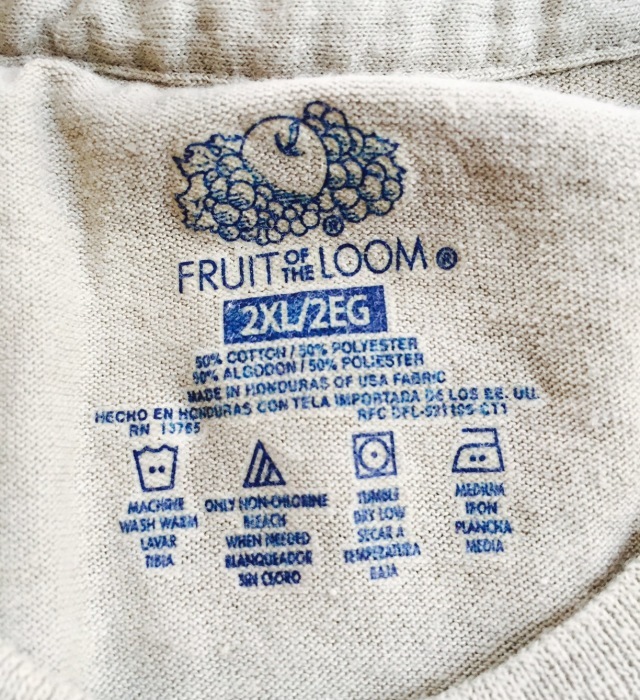 ®
FRUIT OF THE LOOM ®
2XL/2EG
50% COTTON / 50% POLYESTER
50% ALGODON / 50% POLIESTER
MADE IN HONDURAS OF USA FABRIC
HECHO EN HONDURAS CON TELA IMPORTADA DE LOS EE. UU.
RN 13765
MACHINE
WASH WARM
LAVAR
TIBIA
ONLY NON-CHLORINE
BLEACH
WHEN NEEDED
BLANQUEADOR
SIN CLORO
TUMBLE
DRY LOW
SECAR A
TEMPERATURA
BAJA
MEDIUM
IRON
PLANCHA
MEDIA